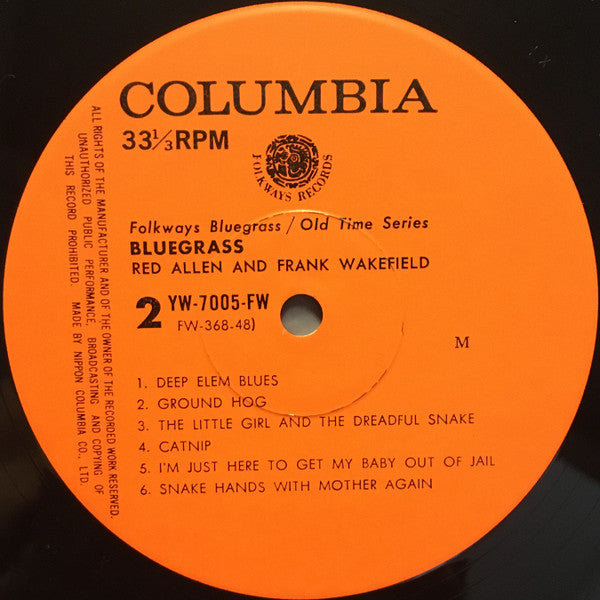 COLUMBIA
33⅓RPM
FOLKWAYS RECORDS
Folkways Bluegrass / Old Time Series
BLUEGRASS
RED ALLEN AND FRANK WAKEFIELD
2 YW-7005-FW
FW-368-48)
M
1. DEEP ELEM BLUES
2. GROUND HOG
3. THE LITTLE GIRL AND THE DREADFUL SNAKE
4. CATNIP
5. I'M JUST HERE TO GET MY BABY OUT OF JAIL
6. SNAKE HANDS WITH MOTHER AGAIN
ALL RIGHTS OF THE MANUFACTURER AND OF THE OWNER OF THE RECORDED WORK RESERVED.
UNAUTHORIZED PUBLIC PERFORMANCE, BROADCASTING AND COPYING OF
THIS RECORD PROHIBITED. MADE BY NIPPON COLUMBIA CO., LTD.